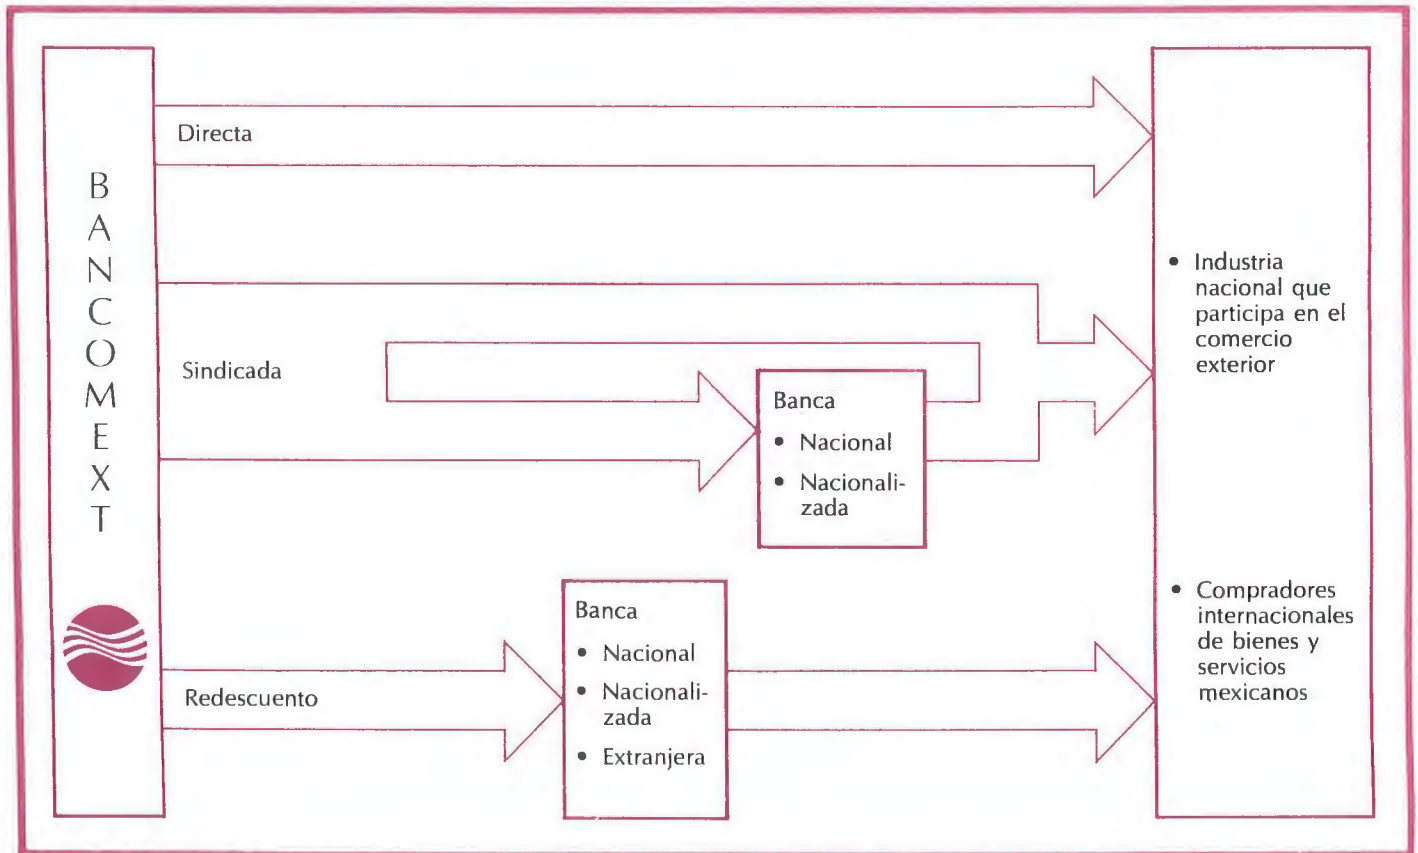 BANCOMEXT
Directa
Sindicada
Banca
• Nacional
• Nacionali-
zada
Redescuento
Banca
• Nacional
• Nacionali-
zada
• Extranjera
• Industria
nacional que
participa en el
comercio
exterior
• Compradores
internacionales
de bienes y
servicios
mexicanos